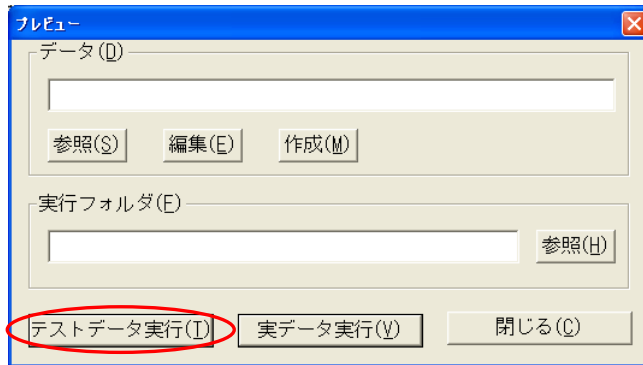 プレビュー
データ(D)
参照(S) 編集(E) 作成(M)
実行フォルダ(F)
参照(H)
テストデータ実行(T) 実データ実行(V) 閉じる(C)